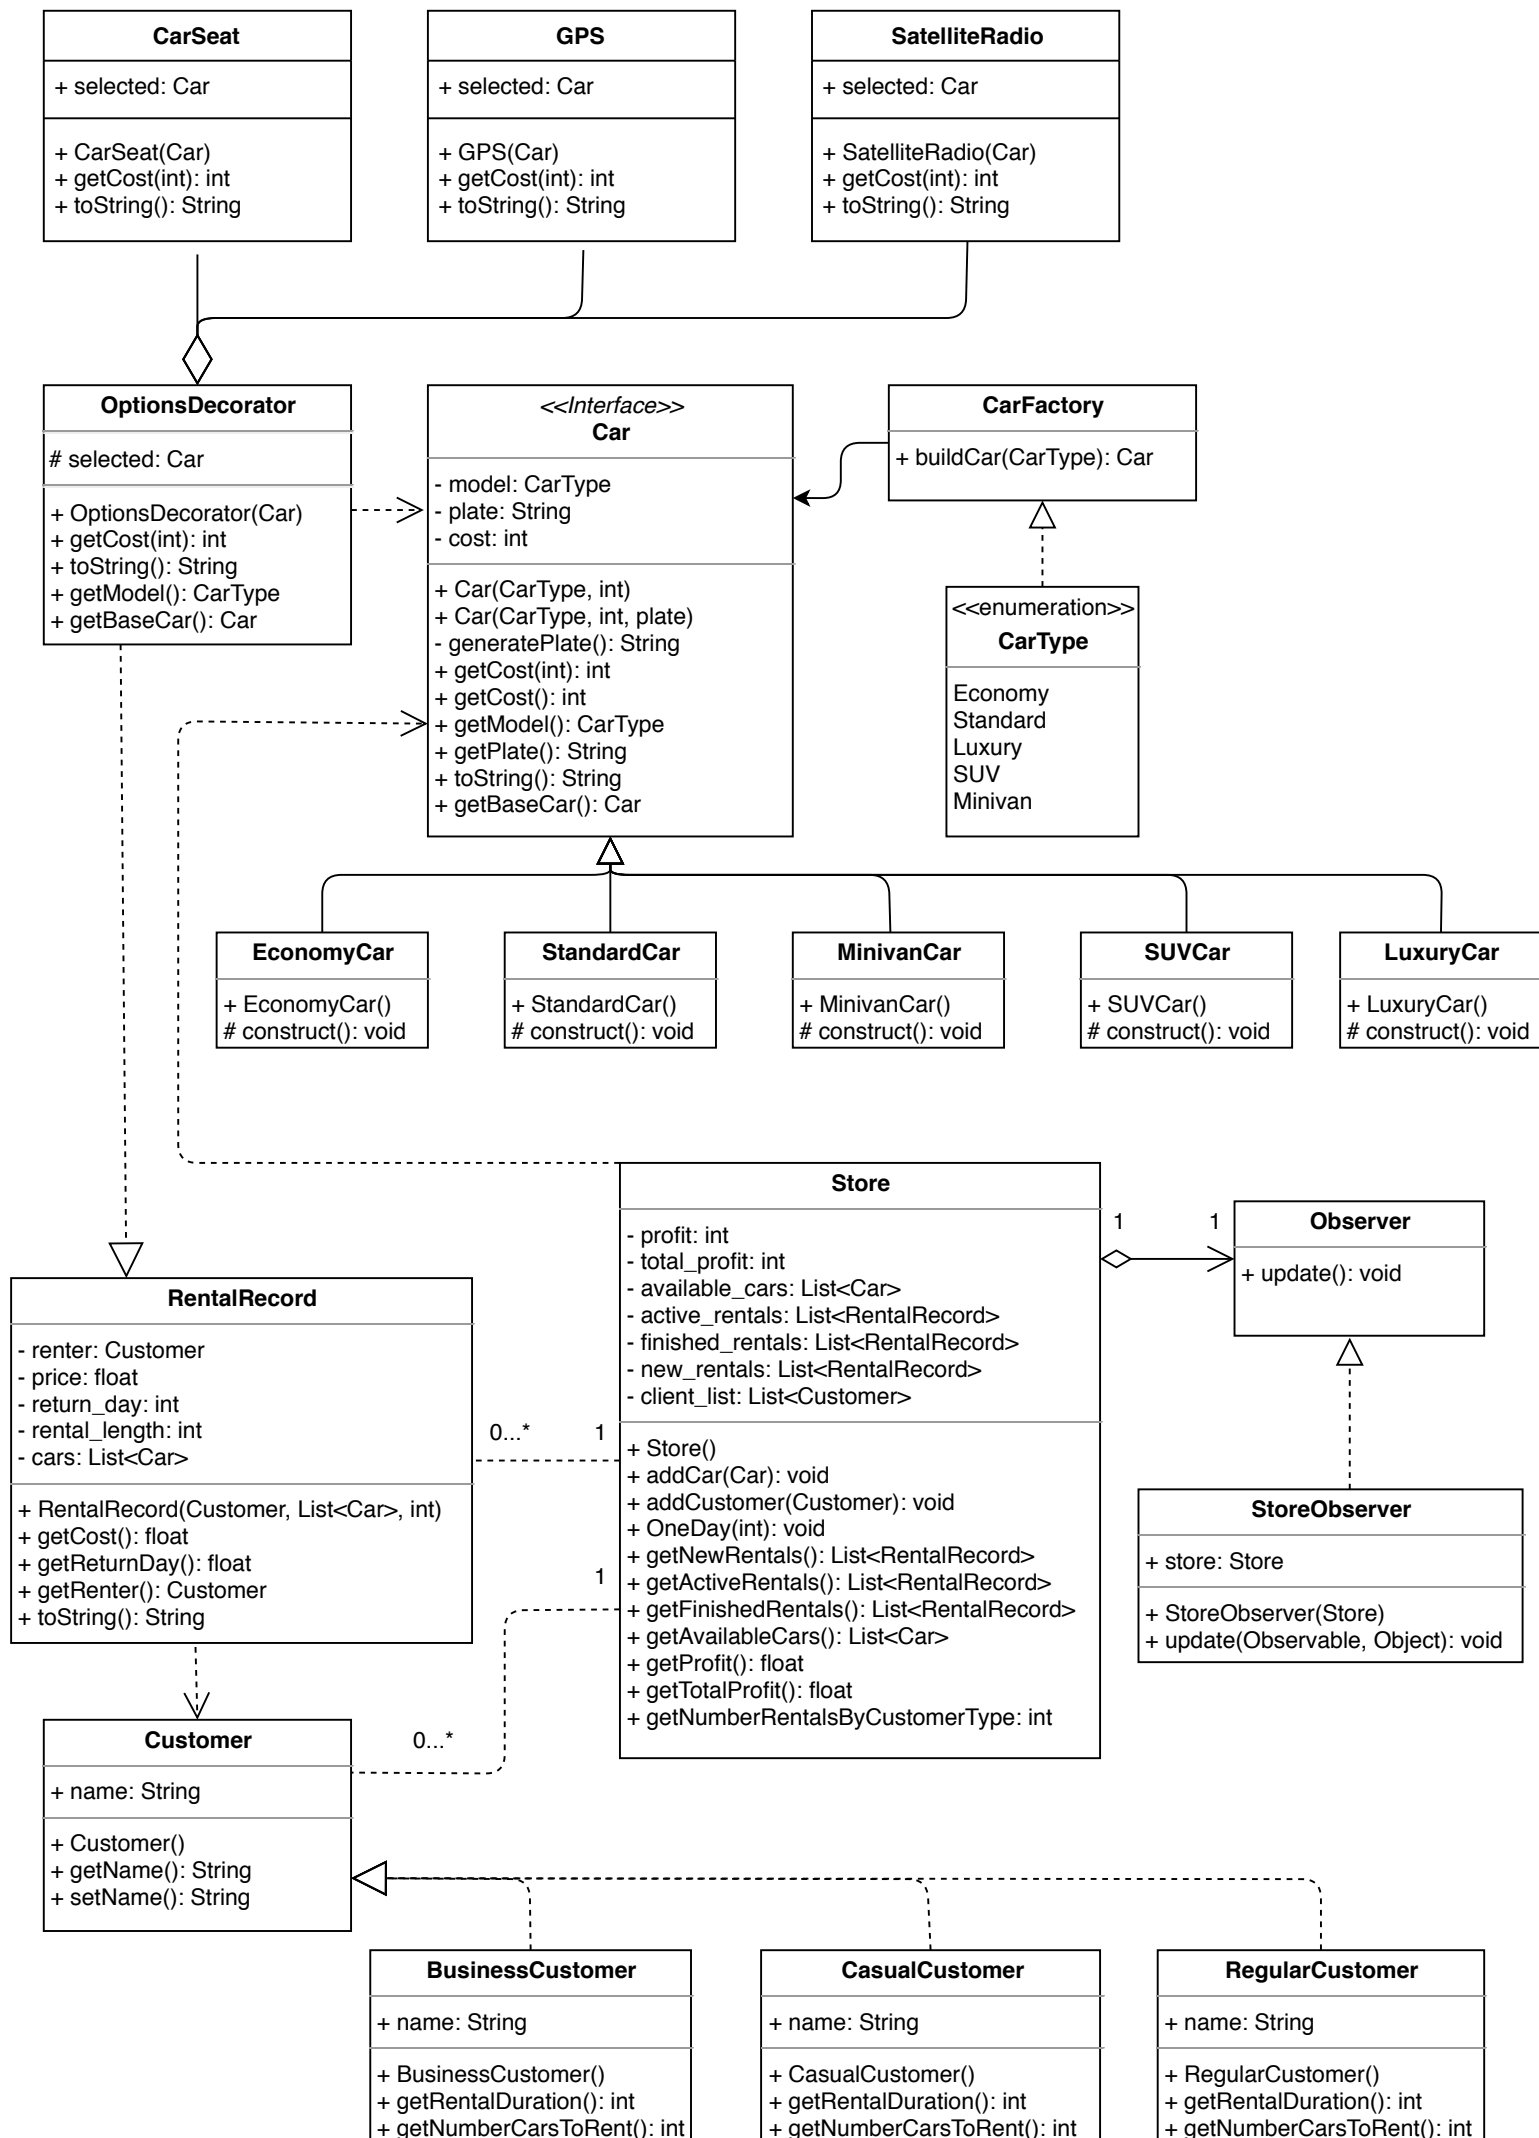 CarSeat
+ selected: Car
+ CarSeat(Car)
+ getCost(int): int
+ toString(): String
GPS
+ selected: Car
+ GPS(Car)
+ getCost(int): int
+ toString(): String
SatelliteRadio
+ selected: Car
+ SatelliteRadio(Car)
+ getCost(int): int
+ toString(): String
OptionsDecorator
# selected: Car
+ OptionsDecorator(Car)
+ getCost(int): int
+ toString(): String
+ getModel(): CarType
+ getBaseCar(): Car
<<Interface>>
Car
- model: CarType
- plate: String
- cost: int
+ Car(CarType, int)
+ Car(CarType, int, plate)
- generatePlate(): String
+ getCost(int): int
+ getCost(): int
+ getModel(): CarType
+ getPlate(): String
+ toString(): String
+ getBaseCar(): Car
CarFactory
+ buildCar(CarType): Car
<<enumeration>>
CarType
Economy
Standard
Luxury
SUV
Minivan
EconomyCar
+ EconomyCar()
# construct(): void
StandardCar
+ StandardCar()
# construct(): void
MinivanCar
+ MinivanCar()
# construct(): void
SUVCar
+ SUVCar()
# construct(): void
LuxuryCar
+ LuxuryCar()
# construct(): void
Store
- profit: int
- total_profit: int
- available_cars: List<Car>
- active_rentals: List<RentalRecord>
- finished_rentals: List<RentalRecord>
- new_rentals: List<RentalRecord>
- client_list: List<Customer>
+ Store()
+ addCar(Car): void
+ addCustomer(Customer): void
+ OneDay(int): void
+ getNewRentals(): List<RentalRecord>
+ getActiveRentals(): List<RentalRecord>
+ getFinishedRentals(): List<RentalRecord>
+ getAvailableCars(): List<Car>
+ getProfit(): float
+ getTotalProfit(): float
+ getNumberRentalsByCustomerType: int
1
1
Observer
+ update(): void
StoreObserver
+ store: Store
+ StoreObserver(Store)
+ update(Observable, Object): void
RentalRecord
- renter: Customer
- price: float
- return_day: int
- rental_length: int
- cars: List<Car>
+ RentalRecord(Customer, List<Car>, int)
+ getCost(): float
+ getReturnDay(): float
+ getRenter(): Customer
+ toString(): String
0...*
1
1
0...*
Customer
+ name: String
+ Customer()
+ getName(): String
+ setName(): String
BusinessCustomer
+ name: String
+ BusinessCustomer()
+ getRentalDuration(): int
+ getNumberCarsToRent(): int
CasualCustomer
+ name: String
+ CasualCustomer()
+ getRentalDuration(): int
+ getNumberCarsToRent(): int
RegularCustomer
+ name: String
+ RegularCustomer()
+ getRentalDuration(): int
+ getNumberCarsToRent(): int